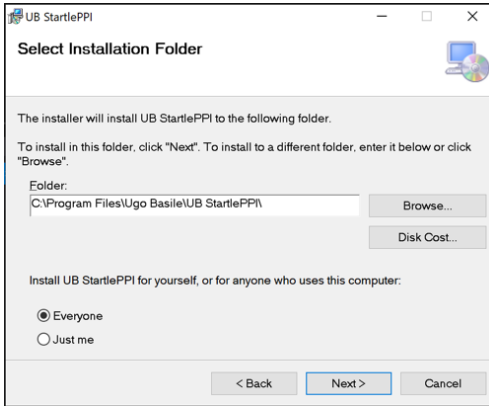 UB StartlePPI
Select Installation Folder
The installer will install UB StartlePPI to the following folder.
To install in this folder, click "Next". To install to a different folder, enter it below or click
"Browse".
Folder:
C:\Program Files\Ugo Basile\UB StartlePPI\
Browse...
Disk Cost...
Install UB StartlePPI for yourself, or for anyone who uses this computer:
Everyone
Just me
< Back
Next >
Cancel